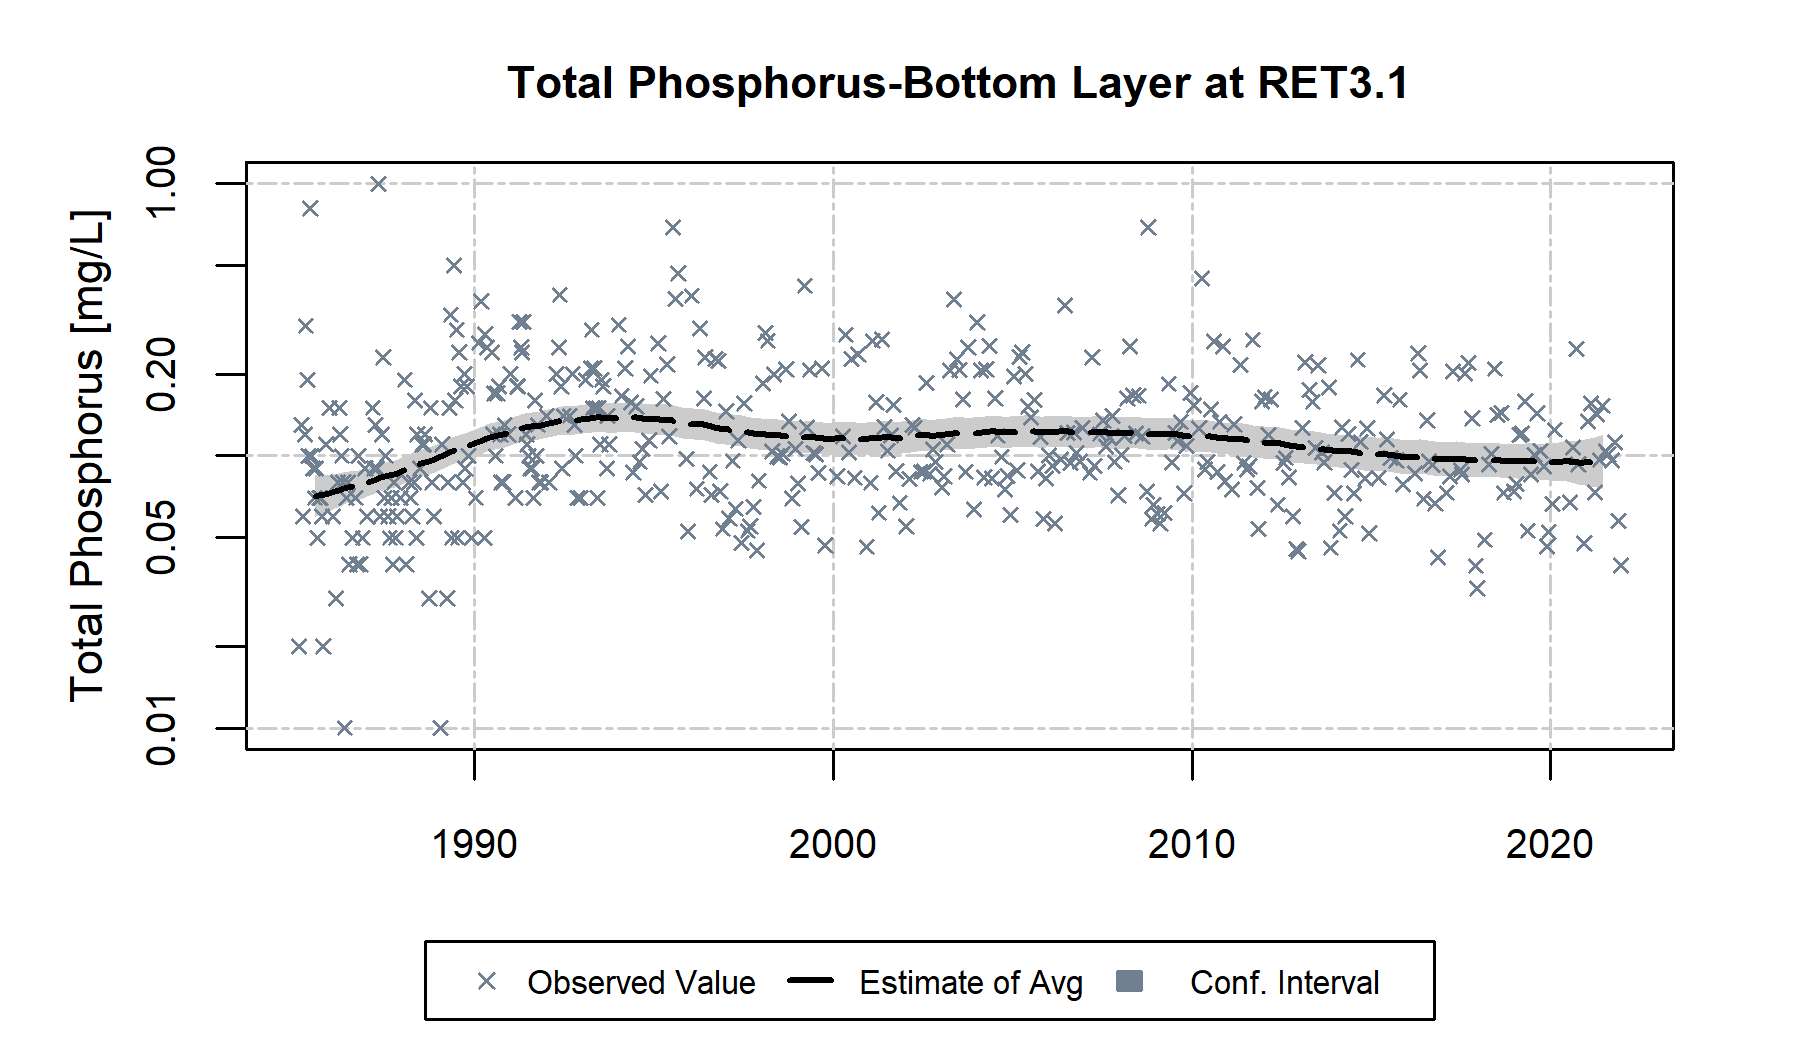 Total Phosphorus-Bottom Layer at RET3.1
Total Phosphorus [mg/L]
1.00
0.20
0.05
0.01
1990 2000 2010 2020
Observed Value Estimate of Avg Conf. Interval